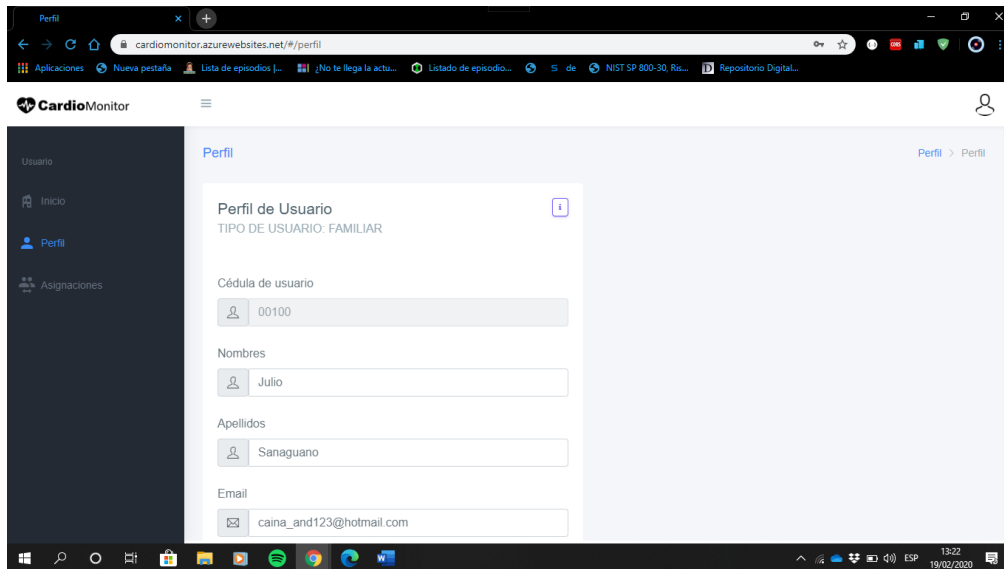 Perfil
cardiomonitor.azurewebsites.net/#/perfil
Aplicaciones Nueva pestaña Lista de episodios |... ¿No te llega la actu... Listado de episodio... S de NIST SP 800-30, Ris... Repositorio Digital...
CardioMonitor
Usuario
Inicio
Perfil
Asignaciones
Perfil
Perfil > Perfil
Perfil de Usuario
TIPO DE USUARIO: FAMILIAR
Cédula de usuario
00100
Nombres
Julio
Apellidos
Sanaguano
Email
caina_and123@hotmail.com
ESP
13:22
19/02/2020